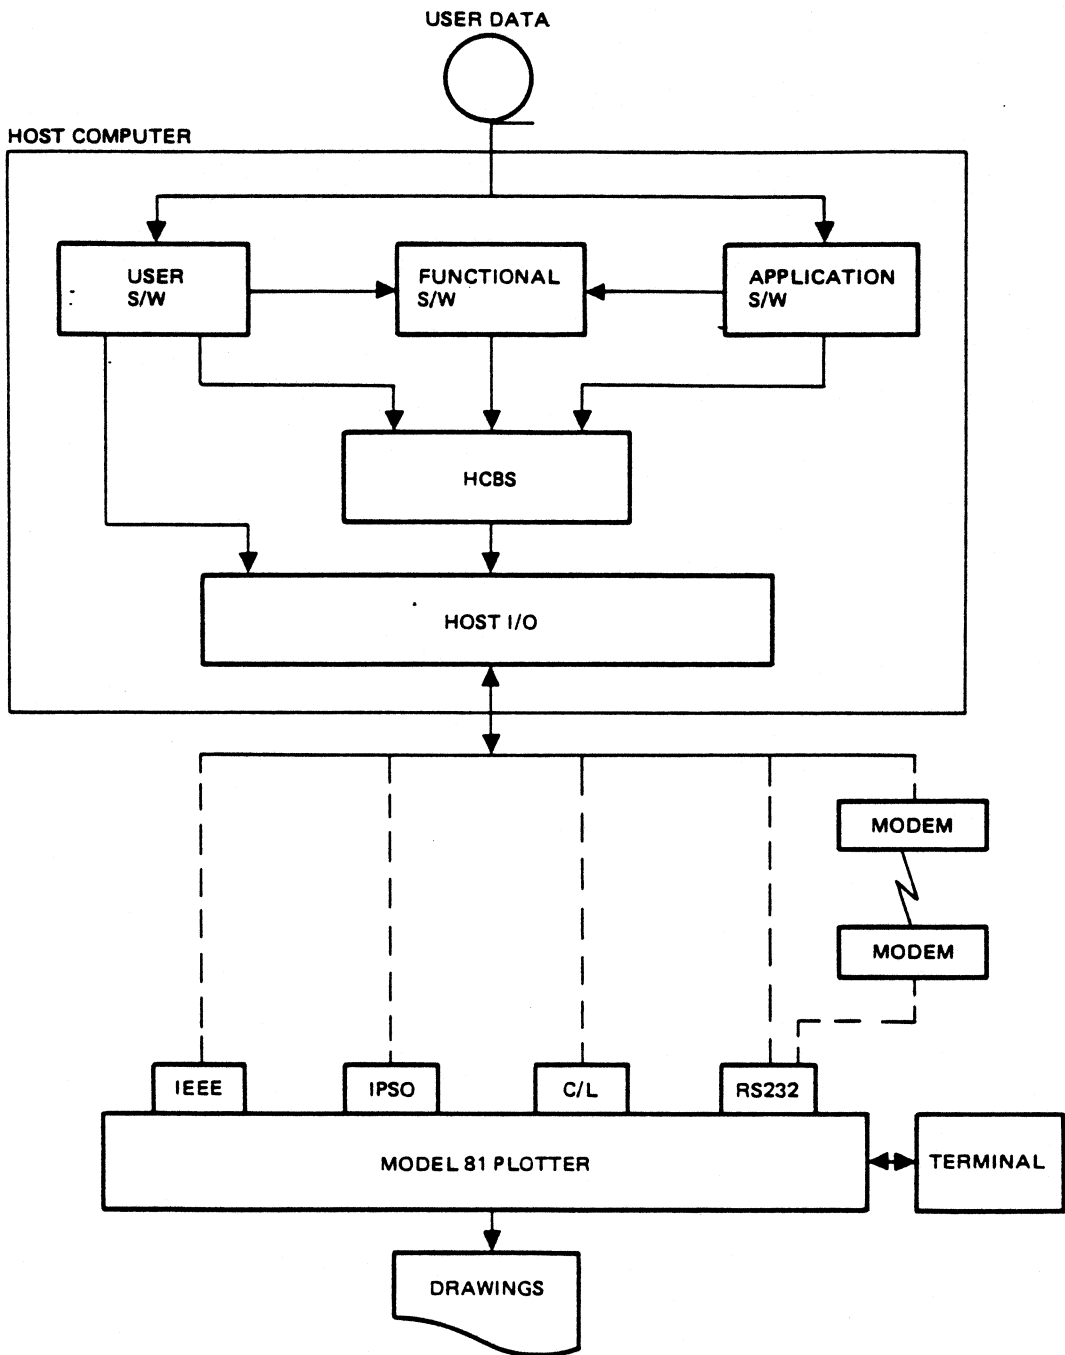 USER DATA
HOST COMPUTER
USER
S/W
FUNCTIONAL
S/W
APPLICATION
S/W
HCBS
HOST I/O
MODEM
MODEM
IEEE
IPSO
C/L
RS232
MODEL 81 PLOTTER
TERMINAL
DRAWINGS